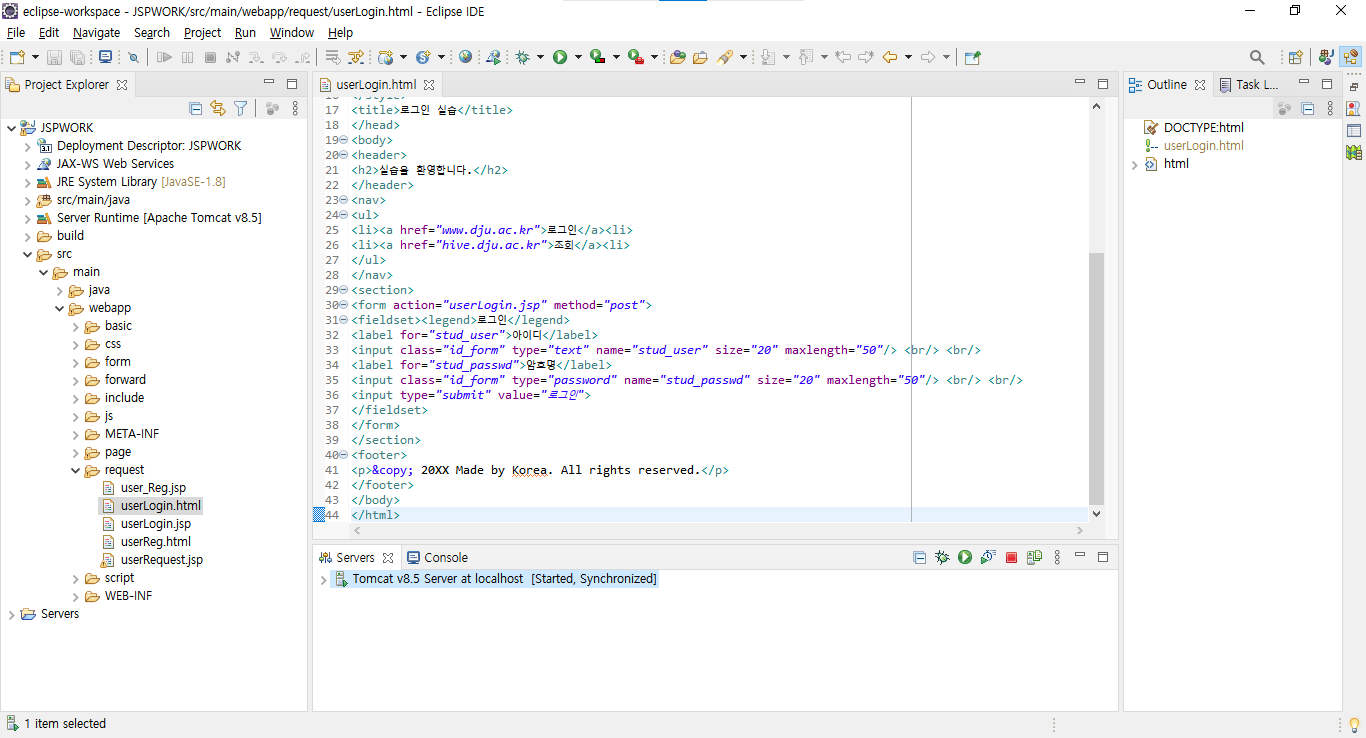 eclipse-workspace - JSPWORK/src/main/webapp/request/userLogin.html - Eclipse IDE
File Edit Navigate Search Project Run Window Help
Project Explorer
JSPWORK
Deployment Descriptor: JSPWORK
JAX-WS Web Services
JRE System Library [JavaSE-1.8]
src/main/java
Server Runtime [Apache Tomcat v8.5]
build
src
main
java
webapp
basic
css
form
forward
include
js
META-INF
page
request
user_Reg.jsp
userLogin.html
userLogin.jsp
userReg.html
userRequest.jsp
script
WEB-INF
Servers
userLogin.html
16 </style>
17 <title>로그인 실습</title>
18 </head>
19 <body>
20 <header>
21 <h2>실습을 환영합니다.</h2>
22 </header>
23 <nav>
24 <ul>
25 <li><a href="www.dju.ac.kr">로그인</a><li>
26 <li><a href="hive.dju.ac.kr">조회</a><li>
27 </ul>
28 </nav>
29 <section>
30 <form action="userLogin.jsp" method="post">
31 <fieldset><legend>로그인</legend>
32 <label for="stud_user">아이디</label>
33 <input class="id_form" type="text" name="stud_user" size="20" maxlength="50"/> <br/> <br/>
34 <label for="stud_passwd">암호명</label>
35 <input class="id_form" type="password" name="stud_passwd" size="20" maxlength="50"/> <br/> <br/>
36 <input type="submit" value="로그인">
37 </fieldset>
38 </form>
39 </section>
40 <footer>
41 <p>&copy; 20XX Made by Korea. All rights reserved.</p>
42 </footer>
43 </body>
44 </html>
Servers Console
Tomcat v8.5 Server at localhost [Started, Synchronized]
Outline Task L...
DOCTYPE:html
userLogin.html
html
1 item selected